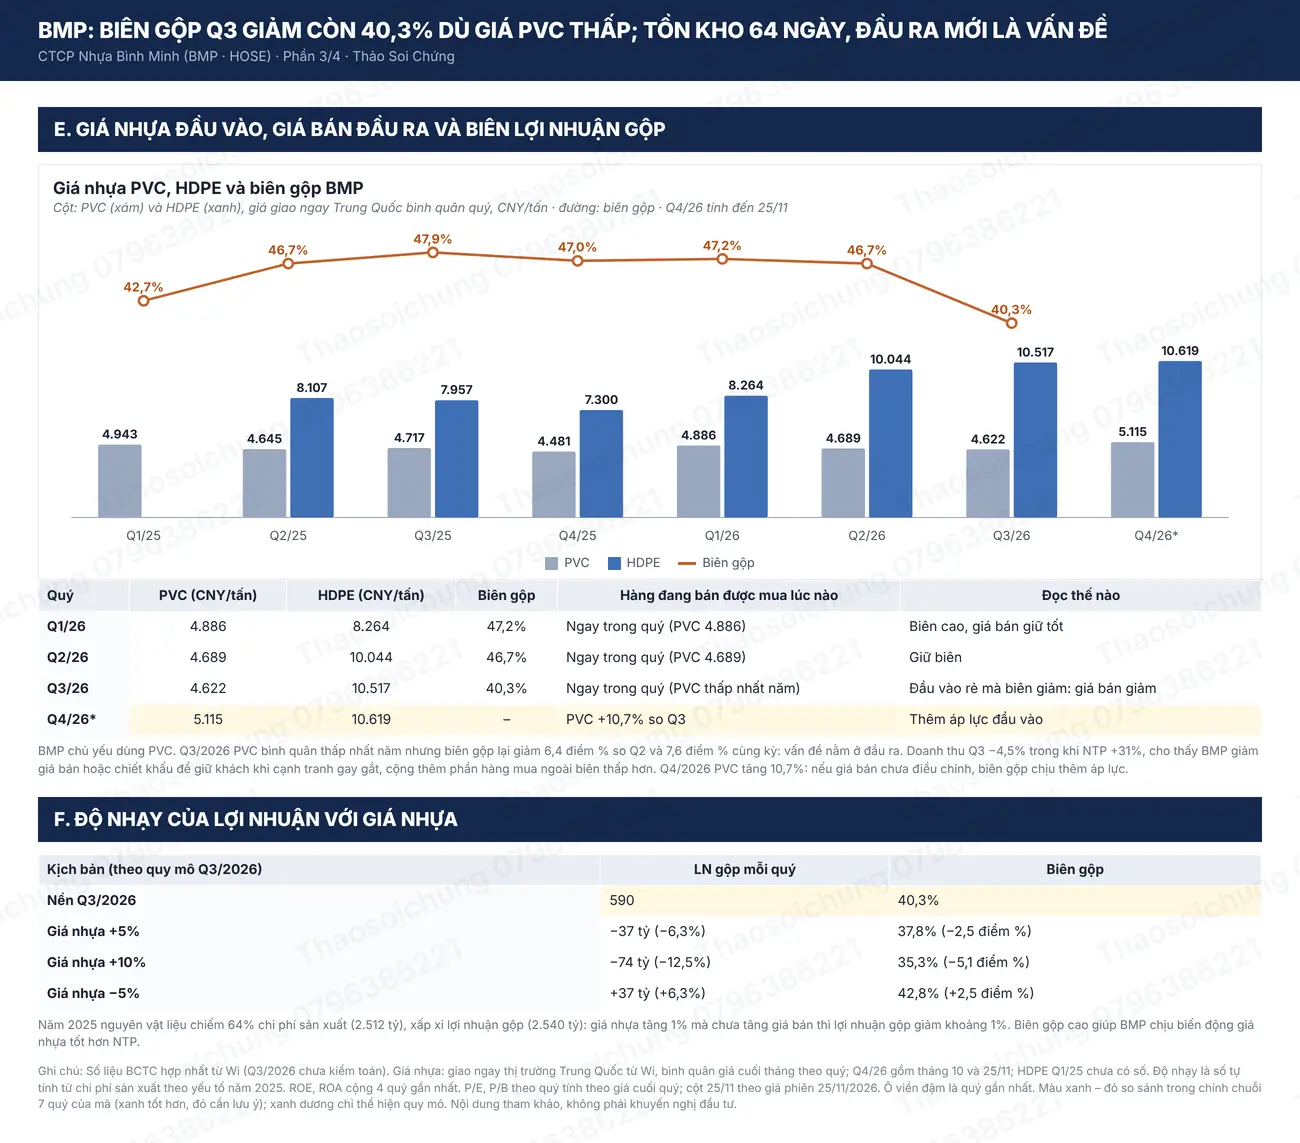 BMP: BIÊN GỘP Q3 GIẢM CÒN 40,3% DÙ GIÁ PVC THẤP; TỒN KHO 64 NGÀY, ĐẦU RA MỚI LÀ VẤN ĐỀ
CTCP Nhựa Bình Minh (BMP · HOSE) · Phần 3/4 · Thảo Soi Chứng
E. GIÁ NHỰA ĐẦU VÀO, GIÁ BÁN ĐẦU RA VÀ BIÊN LỢI NHUẬN GỘP
Giá nhựa PVC, HDPE và biên gộp BMP
Cột: PVC (xám) và HDPE (xanh), giá giao ngay Trung Quốc bình quân quý, CNY/tấn · đường: biên gộp · Q4/26 tính đến 25/11
42,7% 46,7% 47,9% 47,0% 47,2% 46,7% 40,3%
4.943 4.645 8.107 4.717 7.957 4.481 7.300 4.886 8.264 4.689 10.044 4.622 10.517 5.115 10.619
Q1/25 Q2/25 Q3/25 Q4/25 Q1/26 Q2/26 Q3/26 Q4/26*
PVC HDPE Biên gộp
Quý PVC (CNY/tấn) HDPE (CNY/tấn) Biên gộp Hàng đang bán được mua lúc nào Đọc thế nào
Q1/26 4.886 8.264 47,2% Ngay trong quý (PVC 4.886) Biên cao, giá bán giữ tốt
Q2/26 4.689 10.044 46,7% Ngay trong quý (PVC 4.689) Giữ biên
Q3/26 4.622 10.517 40,3% Ngay trong quý (PVC thấp nhất năm) Đầu vào rẻ mà biên giảm: giá bán giảm
Q4/26* 5.115 10.619 – PVC +10,7% so Q3 Thêm áp lực đầu vào
BMP chủ yếu dùng PVC. Q3/2026 PVC bình quân thấp nhất năm nhưng biên gộp lại giảm 6,4 điểm % so Q2 và 7,6 điểm % cùng kỳ: vấn đề nằm ở đầu ra. Doanh thu Q3 −4,5% trong khi NTP +31%, cho thấy BMP giảm
giá bán hoặc chiết khấu để giữ khách khi cạnh tranh gay gắt, cộng thêm phần hàng mua ngoài biên thấp hơn. Q4/2026 PVC tăng 10,7%: nếu giá bán chưa điều chỉnh, biên gộp chịu thêm áp lực.
F. ĐỘ NHẠY CỦA LỢI NHUẬN VỚI GIÁ NHỰA
Kịch bản (theo quy mô Q3/2026) LN gộp mỗi quý Biên gộp
Nền Q3/2026 590 40,3%
Giá nhựa +5% −37 tỷ (−6,3%) 37,8% (−2,5 điểm %)
Giá nhựa +10% −74 tỷ (−12,5%) 35,3% (−5,1 điểm %)
Giá nhựa −5% +37 tỷ (+6,3%) 42,8% (+2,5 điểm %)
Năm 2025 nguyên vật liệu chiếm 64% chi phí sản xuất (2.512 tỷ), xấp xỉ lợi nhuận gộp (2.540 tỷ): giá nhựa tăng 1% mà chưa tăng giá bán thì lợi nhuận gộp giảm khoảng 1%. Biên gộp cao giúp BMP chịu biến động giá
nhựa tốt hơn NTP.
Ghi chú: Số liệu BCTC hợp nhất từ Wi (Q3/2026 chưa kiểm toán). Giá nhựa: giao ngay thị trường Trung Quốc từ Wi, bình quân giá cuối tháng theo quý; Q4/26 gồm tháng 10 và 25/11; HDPE Q1/25 chưa có số. Độ nhạy là số tự
tính từ chi phí sản xuất theo yếu tố năm 2025. ROE, ROA cộng 4 quý gần nhất. P/E, P/B theo quý tính theo giá cuối quý; cột 25/11 theo giá phiên 25/11/2026. Ô viền đậm là quý gần nhất. Màu xanh – đỏ so sánh trong chính chuỗi
7 quý của mã (xanh tốt hơn, đỏ cần lưu ý); xanh dương chỉ thể hiện quy mô. Nội dung tham khảo, không phải khuyến nghị đầu tư.
Thaosoichung 0796386221